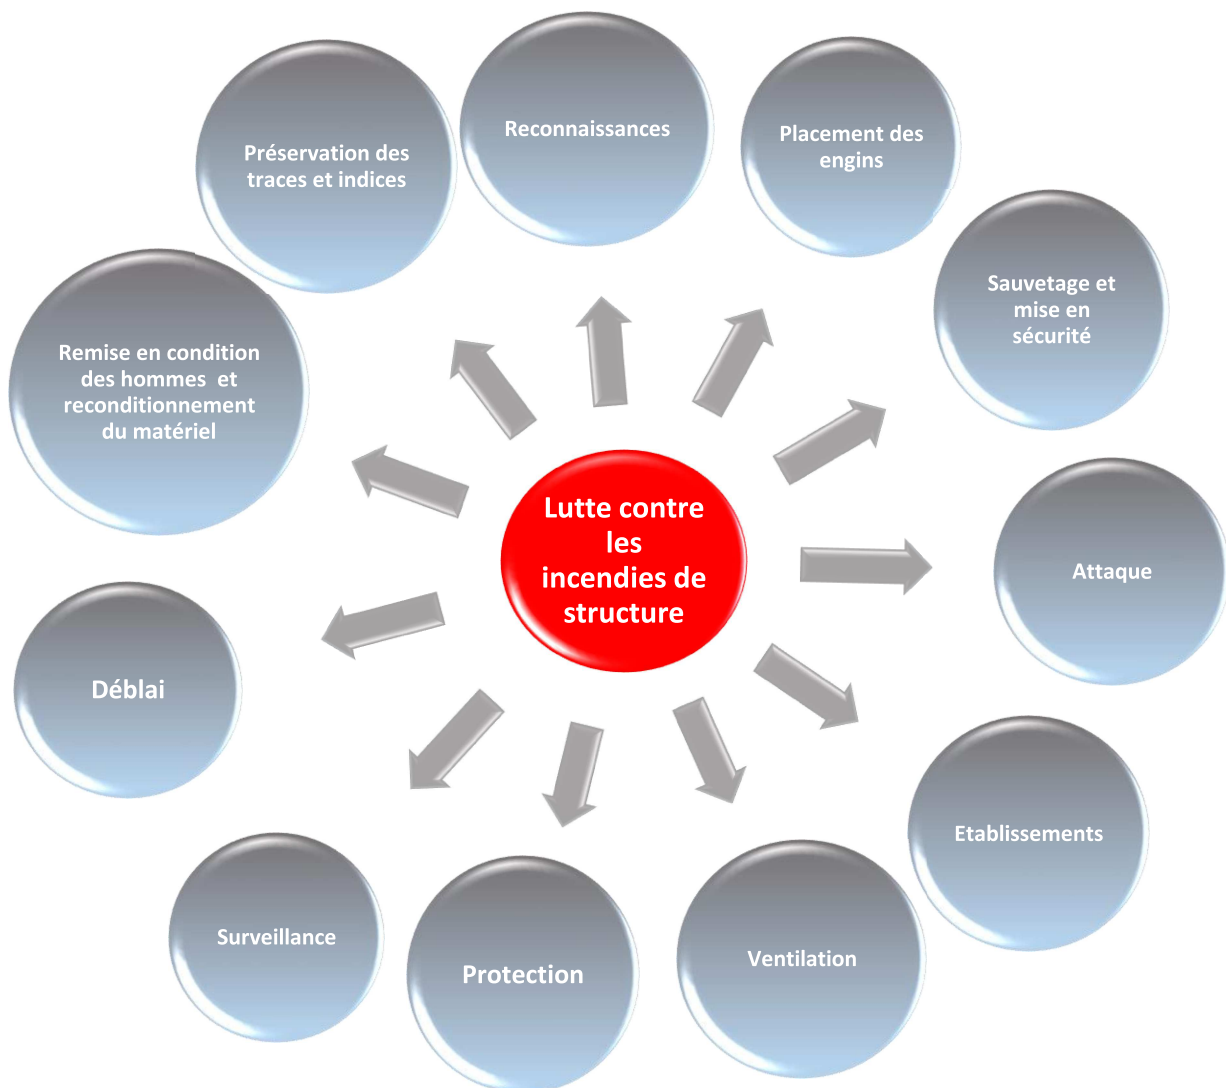 Reconnaissances
Placement des
engins
Préservation des
traces et indices
Sauvetage et
mise en
sécurité
Remise en condition
des hommes et
reconditionnement
du matériel
Lutte contre
les
incendies de
structure
Attaque
Déblai
Etablissements
Surveillance
Protection
Ventilation